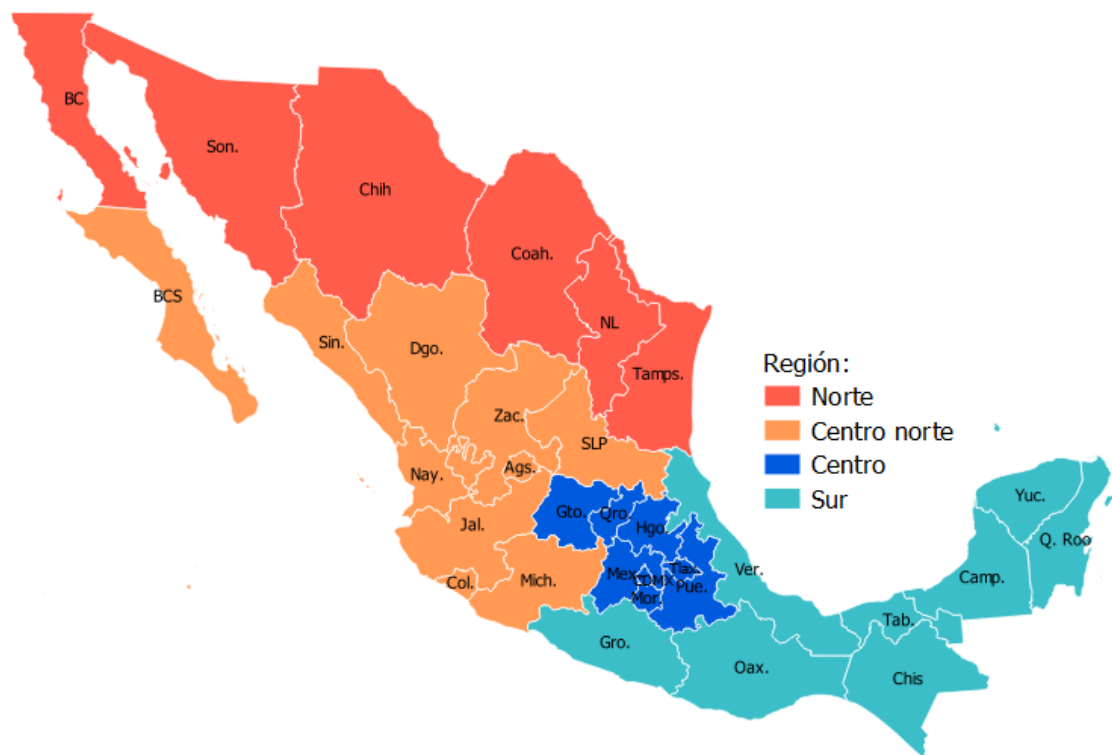 BC
Son.
Chih
Coah.
BCS
NL
Sin.
Dgo.
Tamps.
Región:
Norte
Centro norte
Centro
Sur
Zac.
SLP
Nay.
Ags.
Gto.
Qro.
Hgo.
Jal.
Yuc.
Q. Roo
Col.
Mich.
Mex.
CDMX
Tlax.
Pue.
Mor.
Ver.
Camp.
Tab.
Gro.
Oax.
Chis